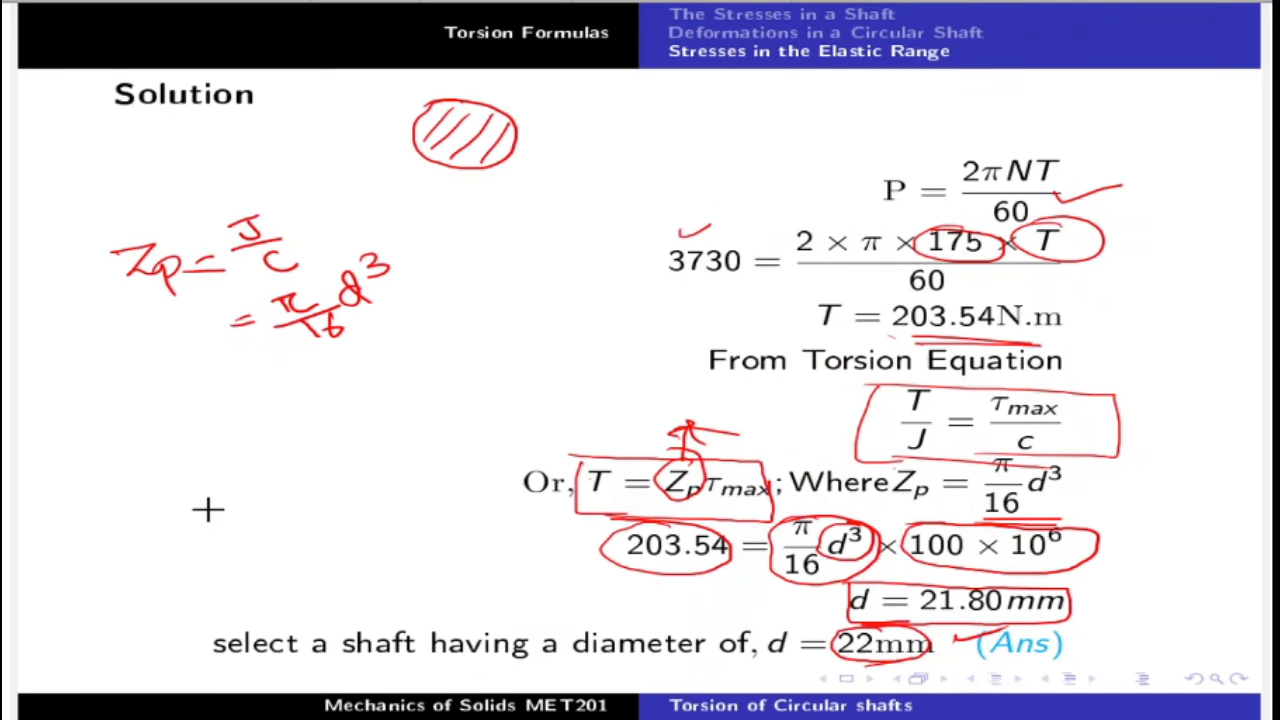 Torsion Formulas
The Stresses in a Shaft
Deformations in a Circular Shaft
Stresses in the Elastic Range
Solution
P = 2πNT / 60
3730 = 2 × π × 175 × T / 60
T = 203.54N.m
From Torsion Equation
T / J = τmax / c
Or, T = Zpτmax; Where Zp = π/16 d³
203.54 = π/16 d³ × 100 × 10⁶
d = 21.80mm
select a shaft having a diameter of, d = 22mm (Ans)
Zp = J/C
= π/16 d³
+
Mechanics of Solids MET201
Torsion of Circular shafts